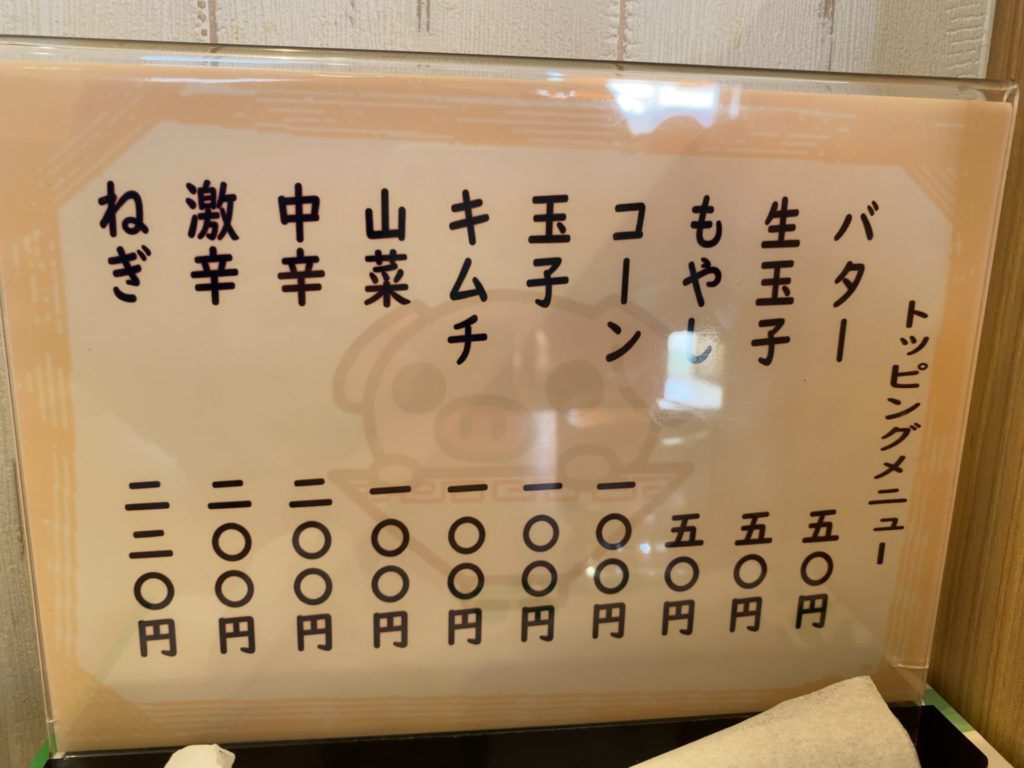 トッピングメニュー
バター 五〇円
生玉子 五〇円
もやし 五〇円
コーン 一〇〇円
玉子 一〇〇円
キムチ 一〇〇円
山菜 一〇〇円
中辛 二〇〇円
激辛 二〇〇円
ねぎ 二二〇円